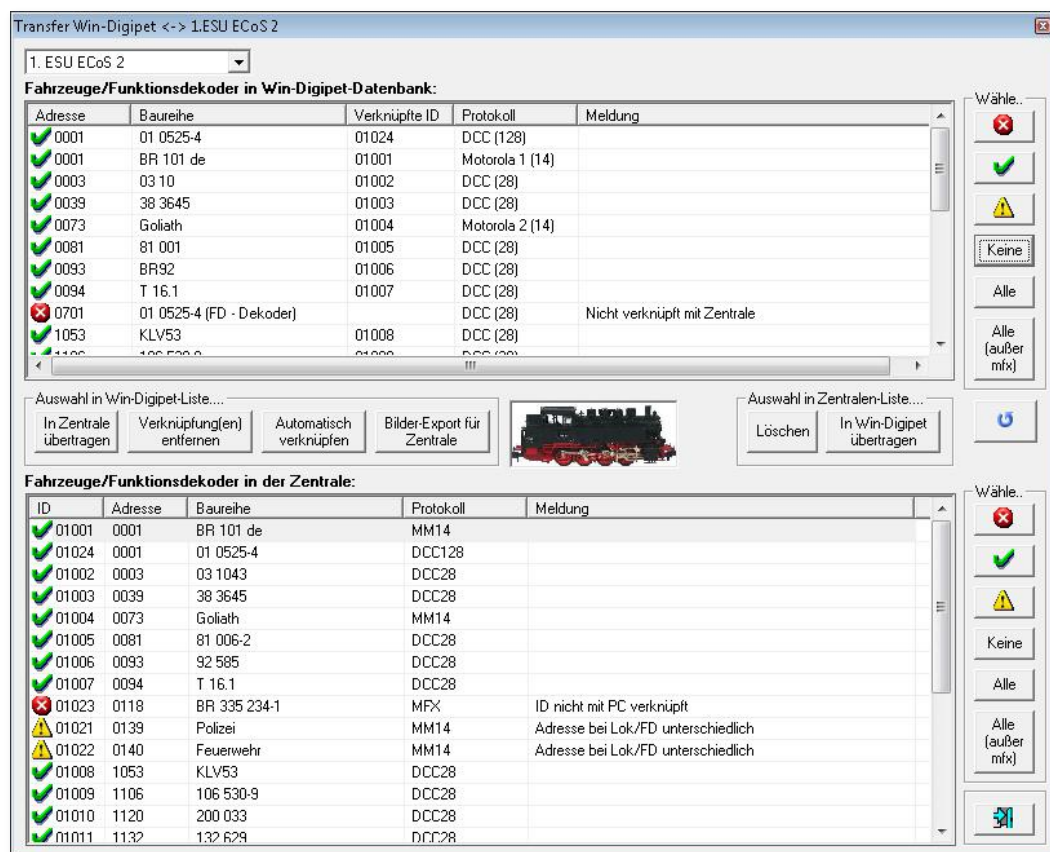 Transfer Win-Digipet <-> 1.ESU ECoS 2
1. ESU ECoS 2
Fahrzeuge/Funktionsdekoder in Win-Digipet-Datenbank:
Adresse Baureihe Verknüpfte ID Protokoll Meldung
0001 01 0525-4 01024 DCC (128)
0001 BR 101 de 01001 Motorola 1 (14)
0003 03 10 01002 DCC (28)
0039 38 3645 01003 DCC (28)
0073 Goliath 01004 Motorola 2 (14)
0081 81 001 01005 DCC (28)
0093 BR92 01006 DCC (28)
0094 T 16.1 01007 DCC (28)
0701 01 0525-4 (FD - Dekoder) DCC (28) Nicht verknüpft mit Zentrale
1053 KLV53 01008 DCC (28)
Wähle..
Keine
Alle
Alle
(außer
mfx)
Auswahl in Win-Digipet-Liste....
In Zentrale
übertragen
Verknüpfung(en)
entfernen
Automatisch
verknüpfen
Bilder-Export für
Zentrale
Auswahl in Zentralen-Liste....
Löschen
In Win-Digipet
übertragen
Fahrzeuge/Funktionsdekoder in der Zentrale:
ID Adresse Baureihe Protokoll Meldung
01001 0001 BR 101 de MM14
01024 0001 01 0525-4 DCC128
01002 0003 03 1043 DCC28
01003 0039 38 3645 DCC28
01004 0073 Goliath MM14
01005 0081 81 006-2 DCC28
01006 0093 92 585 DCC28
01007 0094 T 16.1 DCC28
01023 0118 BR 335 234-1 MFX ID nicht mit PC verknüpft
01021 0139 Polizei MM14 Adresse bei Lok/FD unterschiedlich
01022 0140 Feuerwehr MM14 Adresse bei Lok/FD unterschiedlich
01008 1053 KLV53 DCC28
01009 1106 106 530-9 DCC28
01010 1120 200 033 DCC28
01011 1132 132 629 DCC28
Wähle..
Keine
Alle
Alle
(außer
mfx)